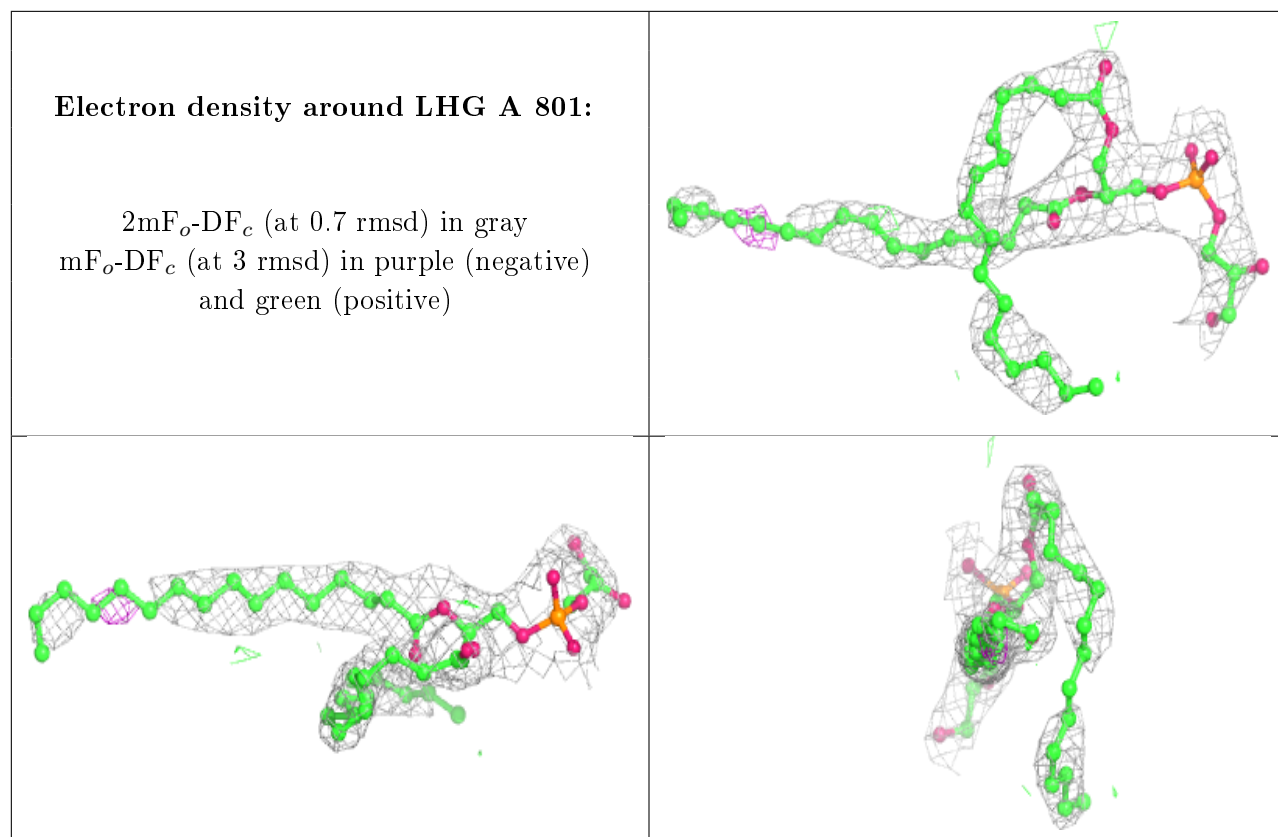 Electron density around LHG A 801:
2mFo-DFc (at 0.7 rmsd) in gray
mFo-DFc (at 3 rmsd) in purple (negative)
and green (positive)